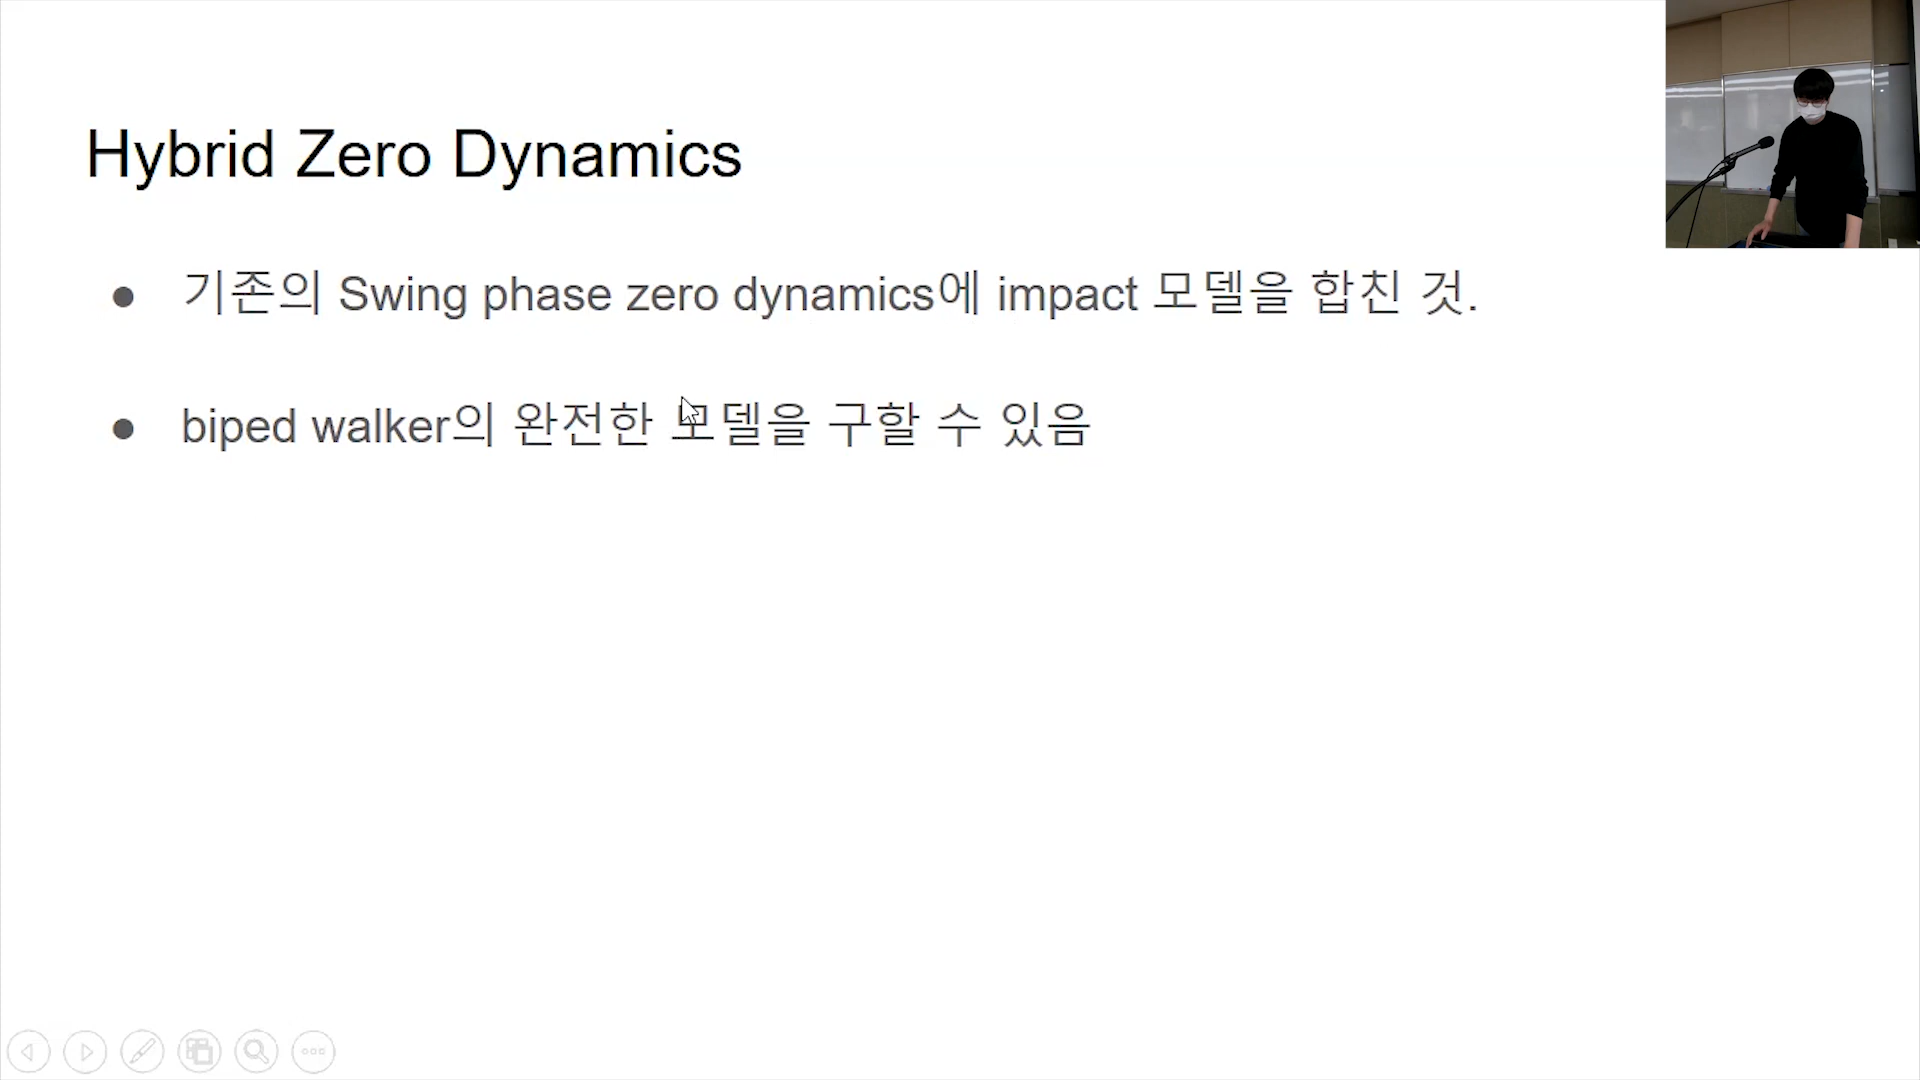 Hybrid Zero Dynamics
● 기존의 Swing phase zero dynamics에 impact 모델을 합친 것.
● biped walker의 완전한 모델을 구할 수 있음